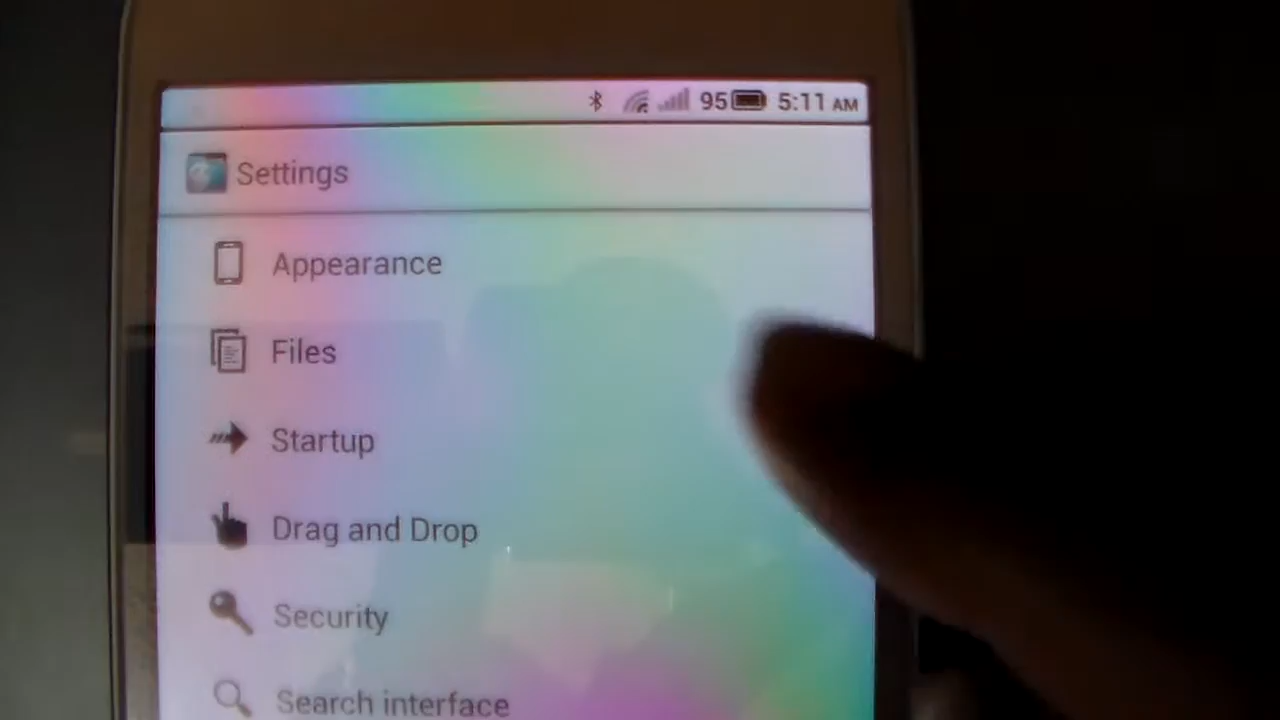 95 5:11 AM
Settings
Appearance
Files
Startup
Drag and Drop
Security
Search interface